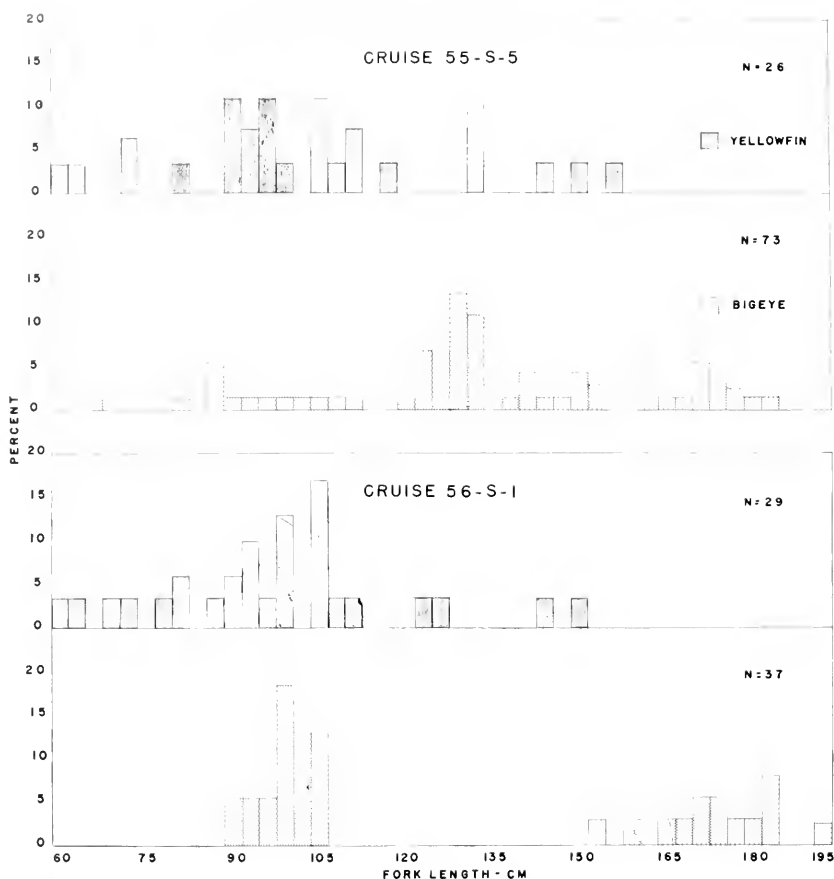 20
CRUISE 55-S-5
N=26
15
10
YELLOWFIN
5
0
20
N=73
15
BIGEYE
10
5
0
PERCENT
20
CRUISE 56-S-1
15
N=29
10
5
0
20
N=37
15
10
5
0
60 75 90 105 120 135 150 165 180 195
FORK LENGTH-CM